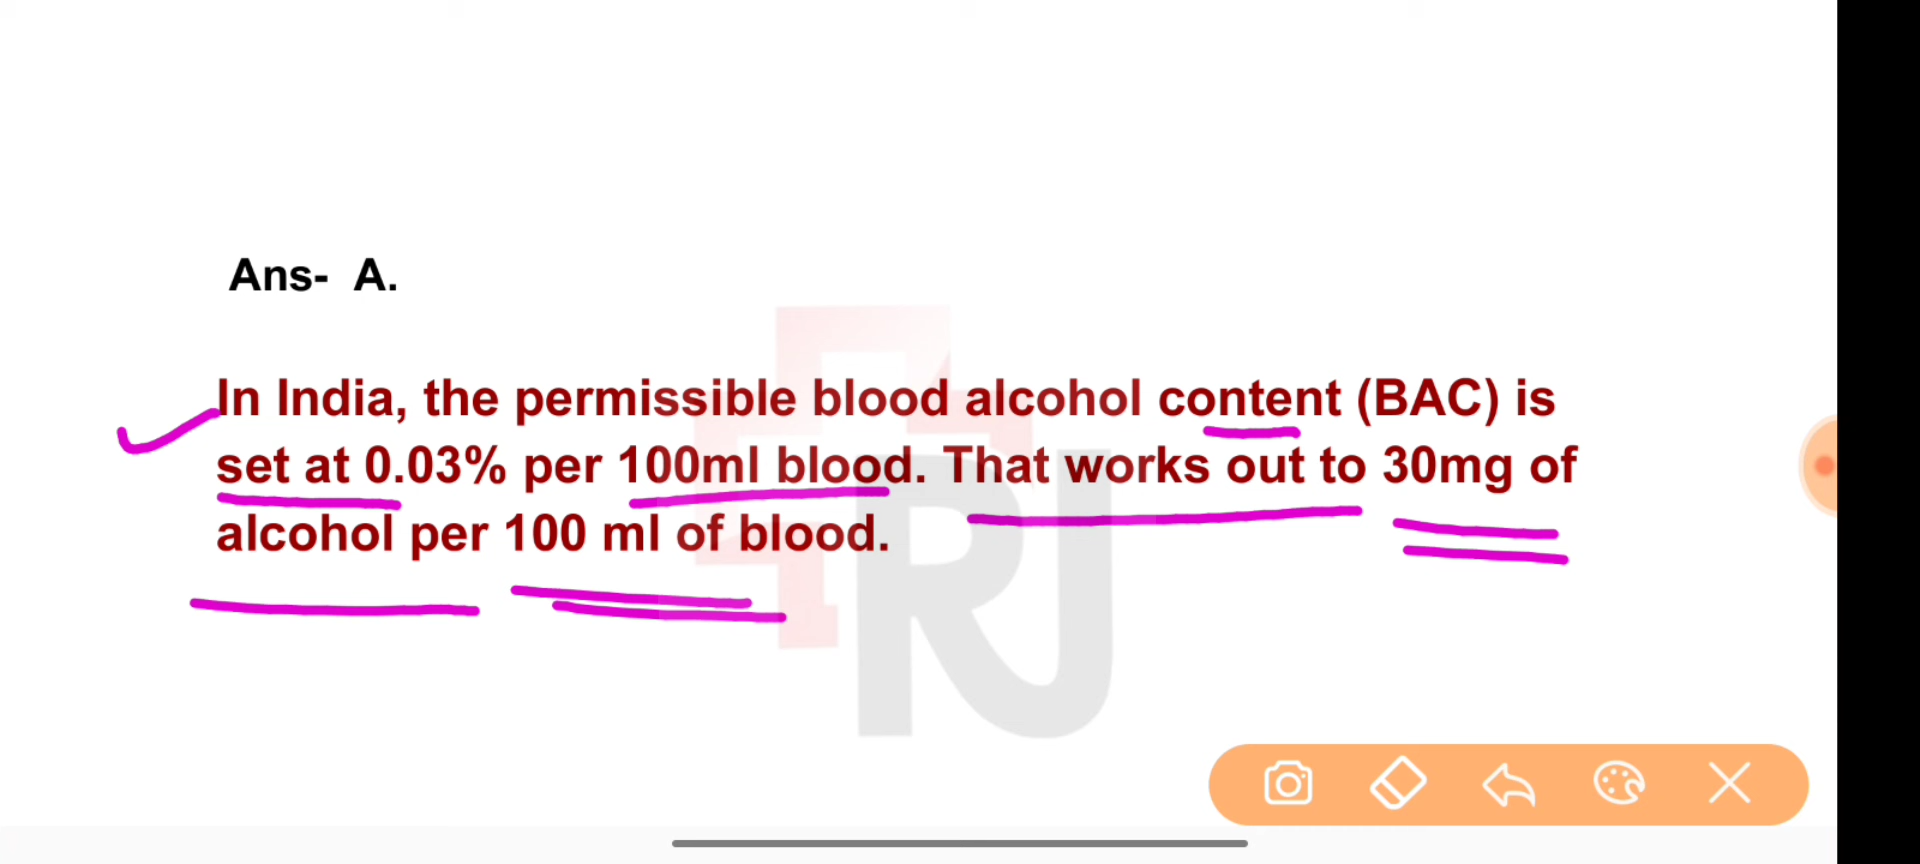 Ans- A.
In India, the permissible blood alcohol content (BAC) is
set at 0.03% per 100ml blood. That works out to 30mg of
alcohol per 100 ml of blood.
RJ